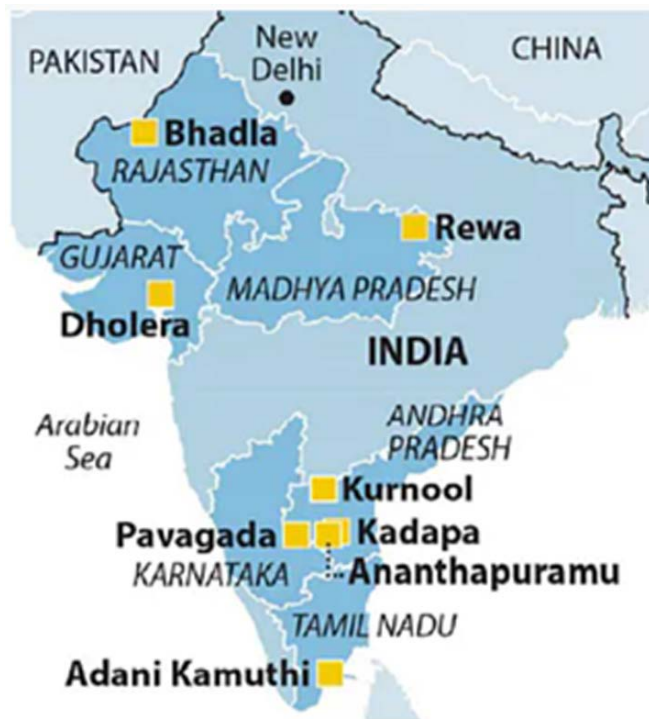 New
Delhi
CHINA
PAKISTAN
Bhadla
RAJASTHAN
Rewa
GUJARAT
MADHYA PRADESH
Dholera
INDIA
Arabian
Sea
ANDHRA
PRADESH
Kurnool
Pavagada
Kadapa
KARNATAKA
Ananthapuramu
TAMIL NADU
Adani Kamuthi